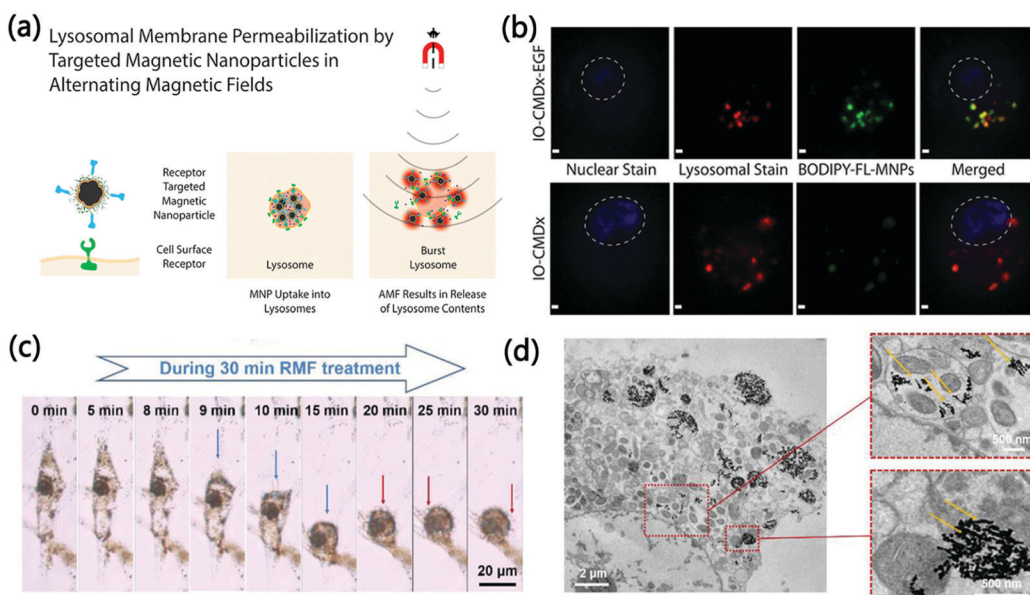 (a)
Lysosomal Membrane Permeabilization by
Targeted Magnetic Nanoparticles in
Alternating Magnetic Fields
Receptor
Targeted
Magnetic
Nanoparticle
Cell Surface
Receptor
Lysosome
MNP Uptake into
Lysosomes
Burst
Lysosome
AMF Results in Release
of Lysosome Contents
(b)
IO-CMDx-EGF
Nuclear Stain
Lysosomal Stain
BODIPY-FL-MNPs
Merged
IO-CMDx
(c)
During 30 min RMF treatment
0 min
5 min
8 min
9 min
10 min
15 min
20 min
25 min
30 min
20 μm
(d)
2 μm
500 nm
500 nm